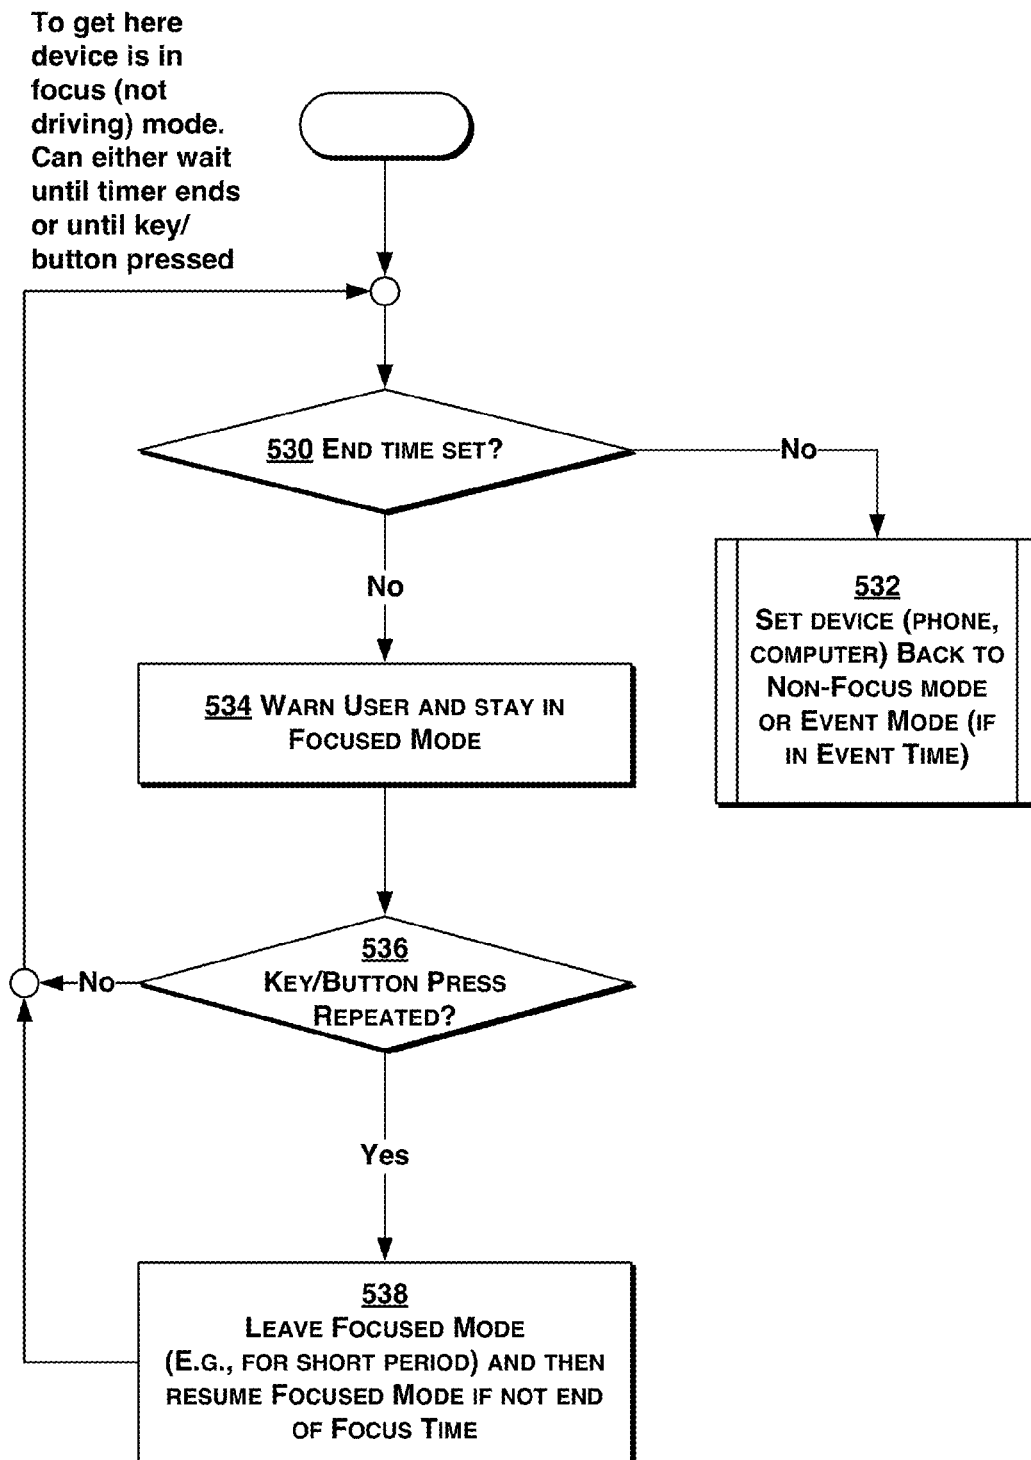 To get here
device is in
focus (not
driving) mode.
Can either wait
until timer ends
or until key/
button pressed
530 END TIME SET?
No
No
532
SET DEVICE (PHONE,
COMPUTER) BACK TO
NON-FOCUS MODE
OR EVENT MODE (IF
IN EVENT TIME)
534 WARN USER AND STAY IN
FOCUSED MODE
536
KEY/BUTTON PRESS
REPEATED?
No
Yes
538
LEAVE FOCUSED MODE
(E.G., FOR SHORT PERIOD) AND THEN
RESUME FOCUSED MODE IF NOT END
OF FOCUS TIME